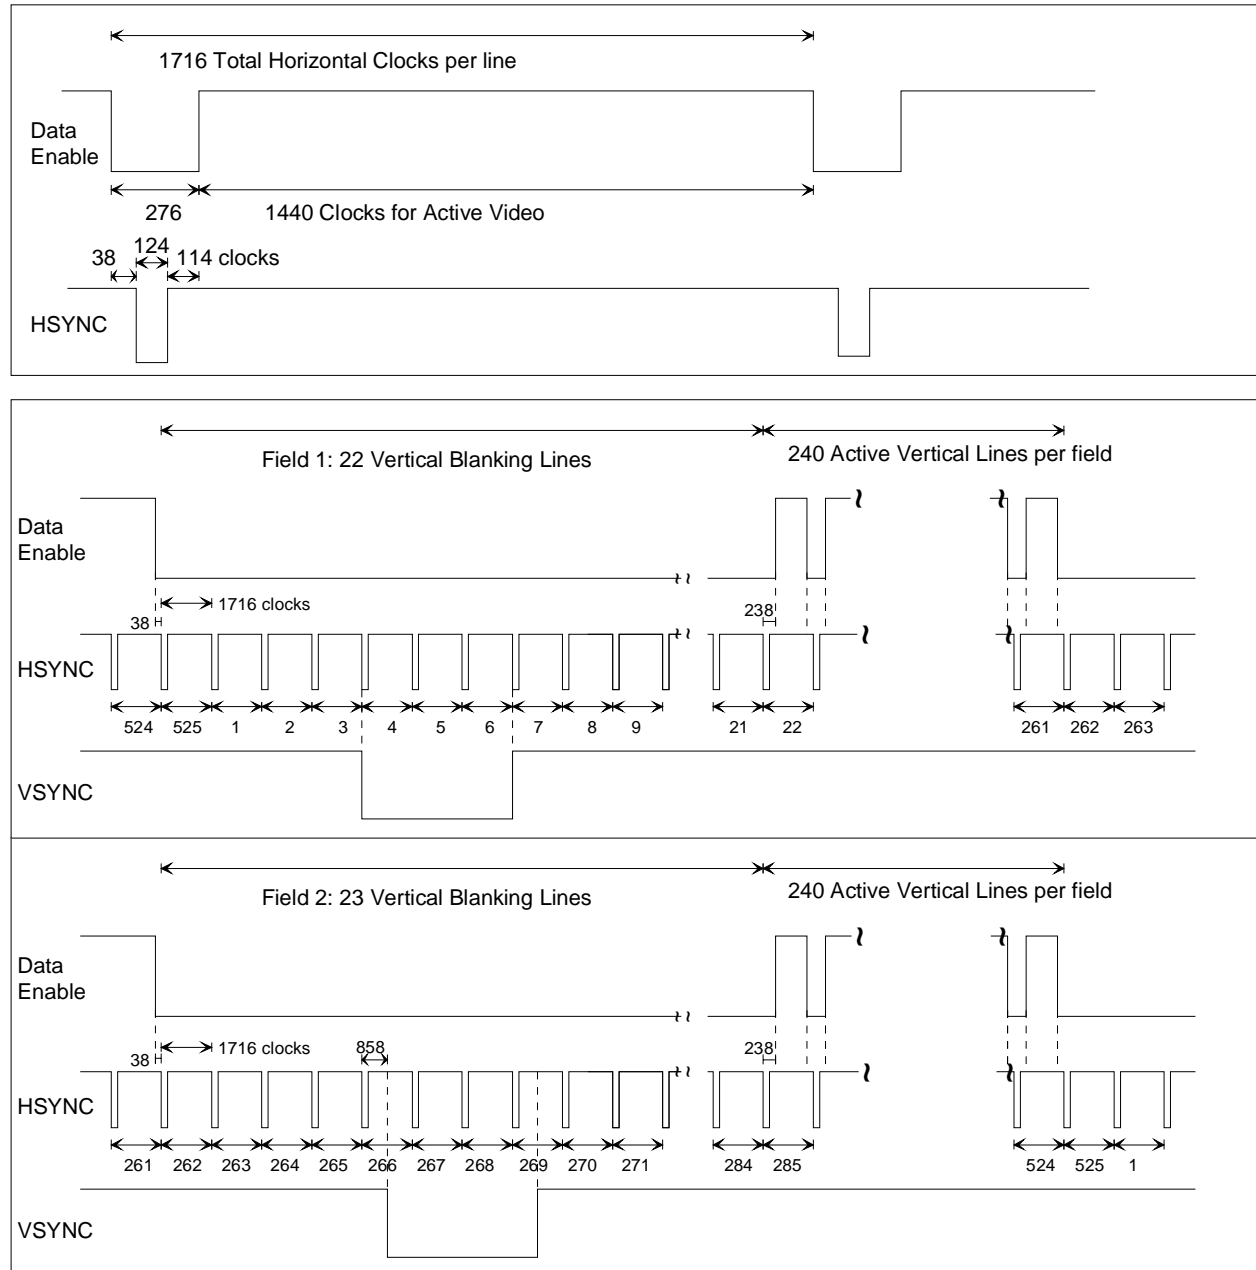 1716 Total Horizontal Clocks per line
Data
Enable
276
1440 Clocks for Active Video
124
38
114 clocks
HSYNC
Field 1: 22 Vertical Blanking Lines
240 Active Vertical Lines per field
Data
Enable
1716 clocks
38
238
HSYNC
524 525 1 2 3 4 5 6 7 8 9 21 22 261 262 263
VSYNC
Field 2: 23 Vertical Blanking Lines
240 Active Vertical Lines per field
Data
Enable
1716 clocks
858
38
238
HSYNC
261 262 263 264 265 266 267 268 269 270 271 284 285 524 525 1
VSYNC